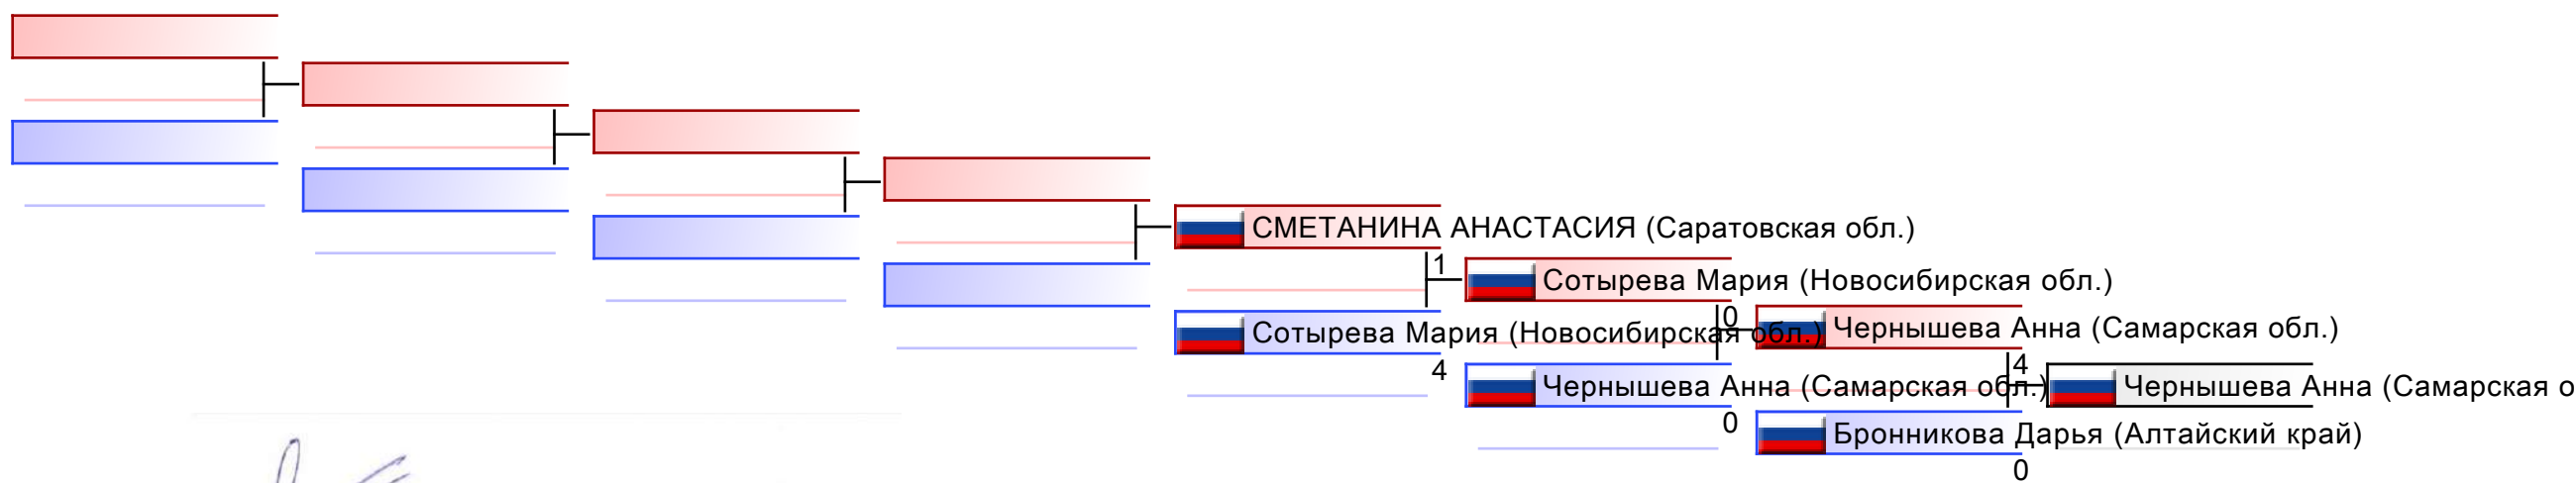 СМЕТАНИНА АНАСТАСИЯ (Саратовская обл.)
1
Сотырева Мария (Новосибирская обл.)
Сотырева Мария (Новосибирская обл.)
4
0
Чернышева Анна (Самарская обл.)
Чернышева Анна (Самарская обл.)
0
4
Чернышева Анна (Самарская о
Бронникова Дарья (Алтайский край)
0